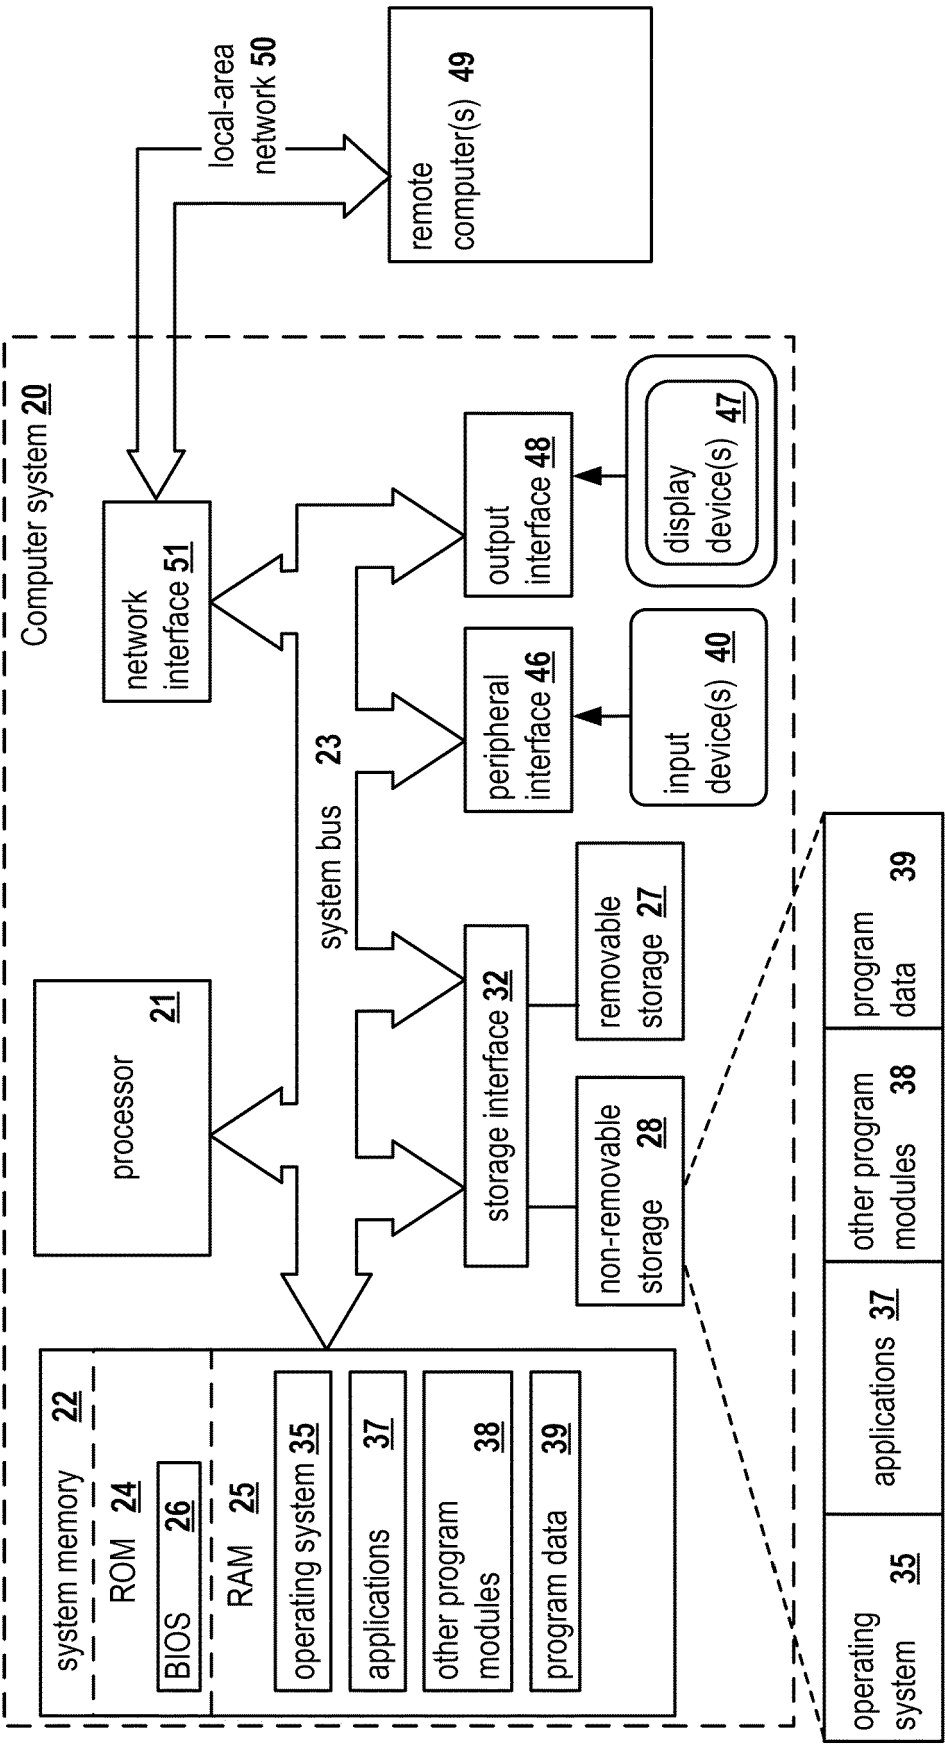 Computer system 20
system memory 22
ROM 24
BIOS 26
RAM 25
operating system 35
applications 37
other program
modules 38
program data 39
processor 21
network
interface 51
local-area
network 50
system bus 23
storage interface 32
peripheral
interface 46
output
interface 48
remote
computer(s) 49
non-removable
storage 28
removable
storage 27
input
device(s) 40
display
device(s) 47
operating
system 35
applications 37
other program
modules 38
program
data 39